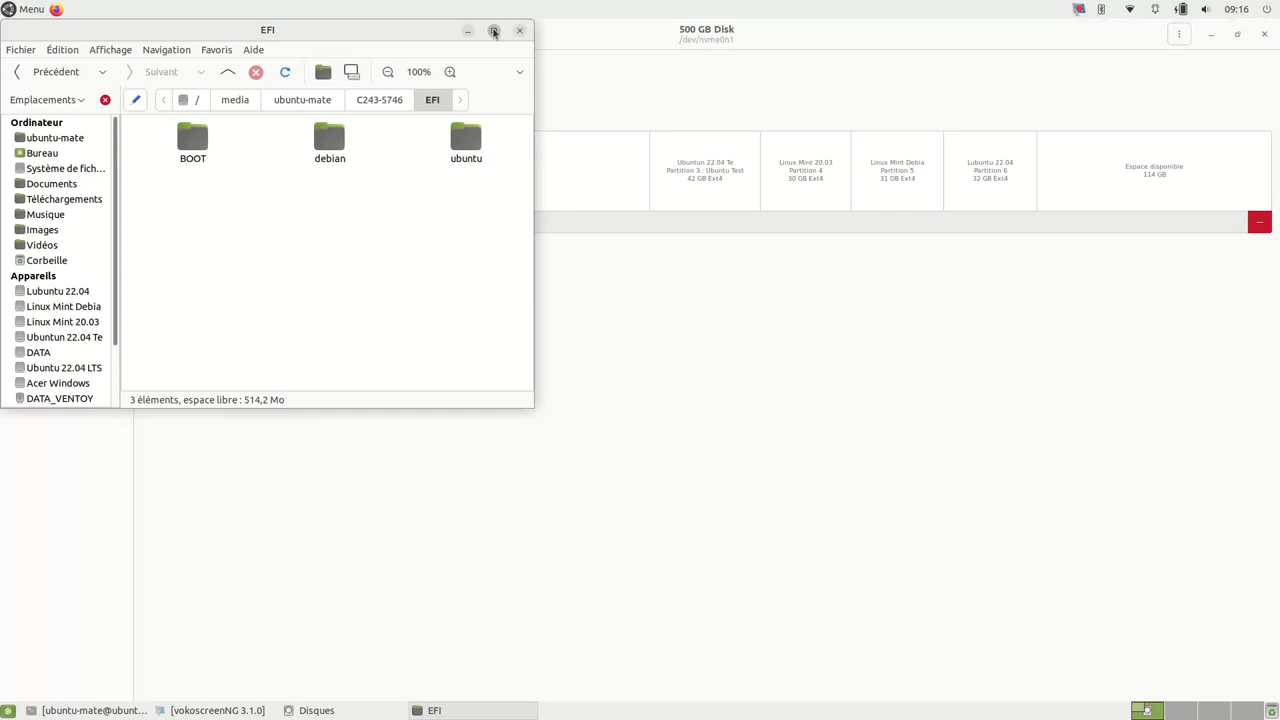 Menu
09:16
EFI
500 GB Disk
/dev/nvme0n1
Fichier
Édition
Affichage
Navigation
Favoris
Aide
Précédent
Suivant
100%
Emplacements
/
media
ubuntu-mate
C243-5746
EFI
Ordinateur
ubuntu-mate
Bureau
Système de fich...
Documents
Téléchargements
Musique
Images
Vidéos
Corbeille
Appareils
Lubuntu 22.04
Linux Mint Debia
Linux Mint 20.03
Ubuntun 22.04 Te
DATA
Ubuntu 22.04 LTS
Acer Windows
DATA_VENTOY
BOOT
debian
ubuntu
3 éléments, espace libre : 514,2 Mo
Ubuntun 22.04 Te
Partition 3 : Ubuntu Test
42 GB Ext4
Linux Mint 20.03
Partition 4
30 GB Ext4
Linux Mint Debia
Partition 5
31 GB Ext4
Lubuntu 22.04
Partition 6
32 GB Ext4
Espace disponible
114 GB
[ubuntu-mate@ubunt...
[vokoscreenNG 3.1.0)]
Disques
EFI